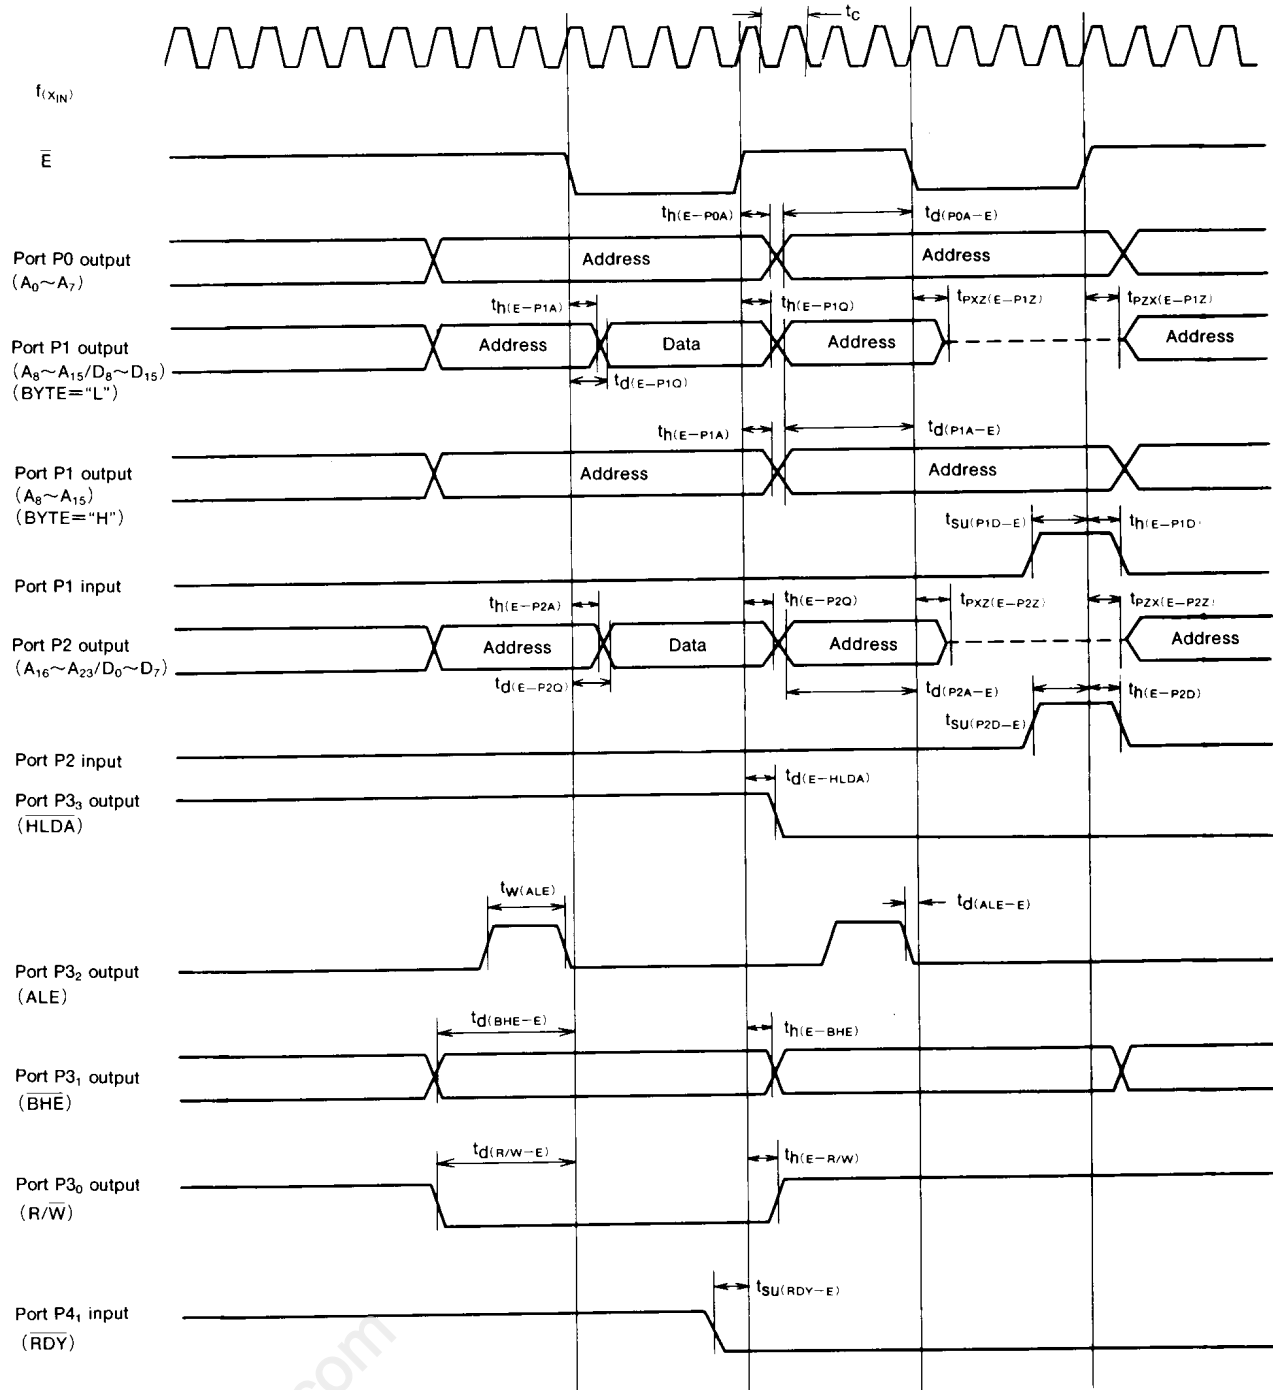 tC
f(XIN)
E
th(E−P0A)
td(P0A−E)
Port P0 output
(A0～A7)
Address
Address
th(E−P1A)
th(E−P1Q)
tPXZ(E−P1Z)
tPZX(E−P1Z)
Port P1 output
(A8～A15/D8～D15)
(BYTE="L")
Address
Data
Address
Address
td(E−P1Q)
th(E−P1A)
td(P1A−E)
Port P1 output
(A8～A15)
(BYTE="H")
Address
Address
tsu(P1D−E)
th(E−P1D)
Port P1 input
th(E−P2A)
th(E−P2Q)
tPXZ(E−P2Z)
tPZX(E−P2Z)
Port P2 output
(A16～A23/D0～D7)
Address
Data
Address
Address
td(E−P2Q)
td(P2A−E)
th(E−P2D)
tsu(P2D−E)
Port P2 input
td(E−HLDA)
Port P33 output
(HLDA)
tW(ALE)
td(ALE−E)
Port P32 output
(ALE)
td(BHE−E)
th(E−BHE)
Port P31 output
(BHE)
td(R/W−E)
th(E−R/W)
Port P30 output
(R/W)
tsu(RDY−E)
Port P41 input
(RDY)
.com